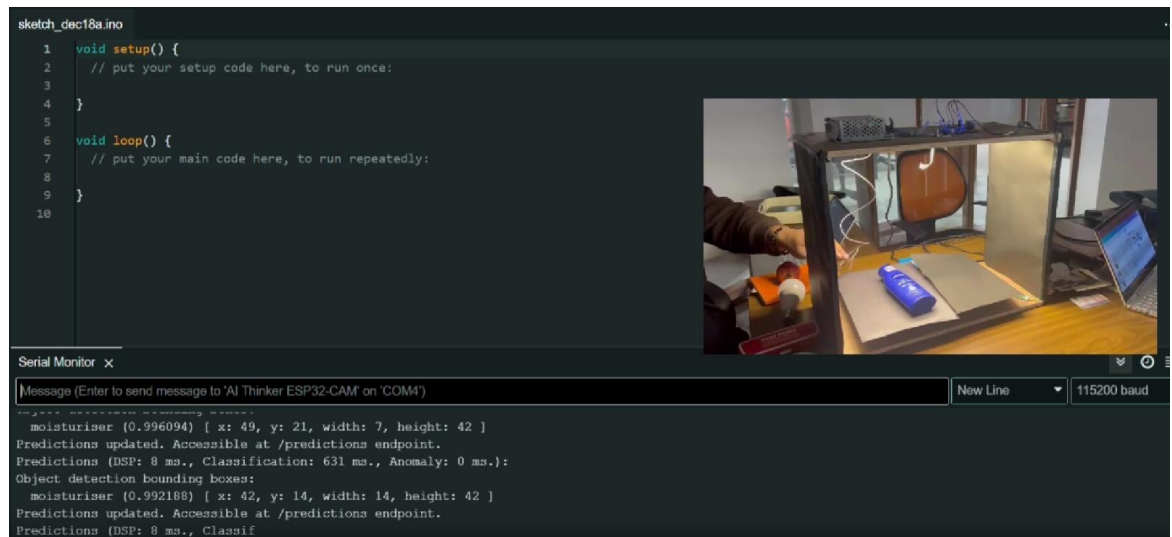 sketch_dec18a.ino
1 void setup() {
2 // put your setup code here, to run once:
3
4 }
5
6 void loop() {
7 // put your main code here, to run repeatedly:
8
9 }
10
Serial Monitor
Message (Enter to send message to 'AI Thinker ESP32-CAM' on 'COM4')
New Line
115200 baud
moisturiser (0.996094) [ x: 49, y: 21, width: 7, height: 42 ]
Predictions updated. Accessible at /predictions endpoint.
Predictions (DSP: 8 ms., Classification: 631 ms., Anomaly: 0 ms.):
Object detection bounding boxes:
moisturiser (0.992188) [ x: 42, y: 14, width: 14, height: 42 ]
Predictions updated. Accessible at /predictions endpoint.
Predictions (DSP: 8 ms., Classif